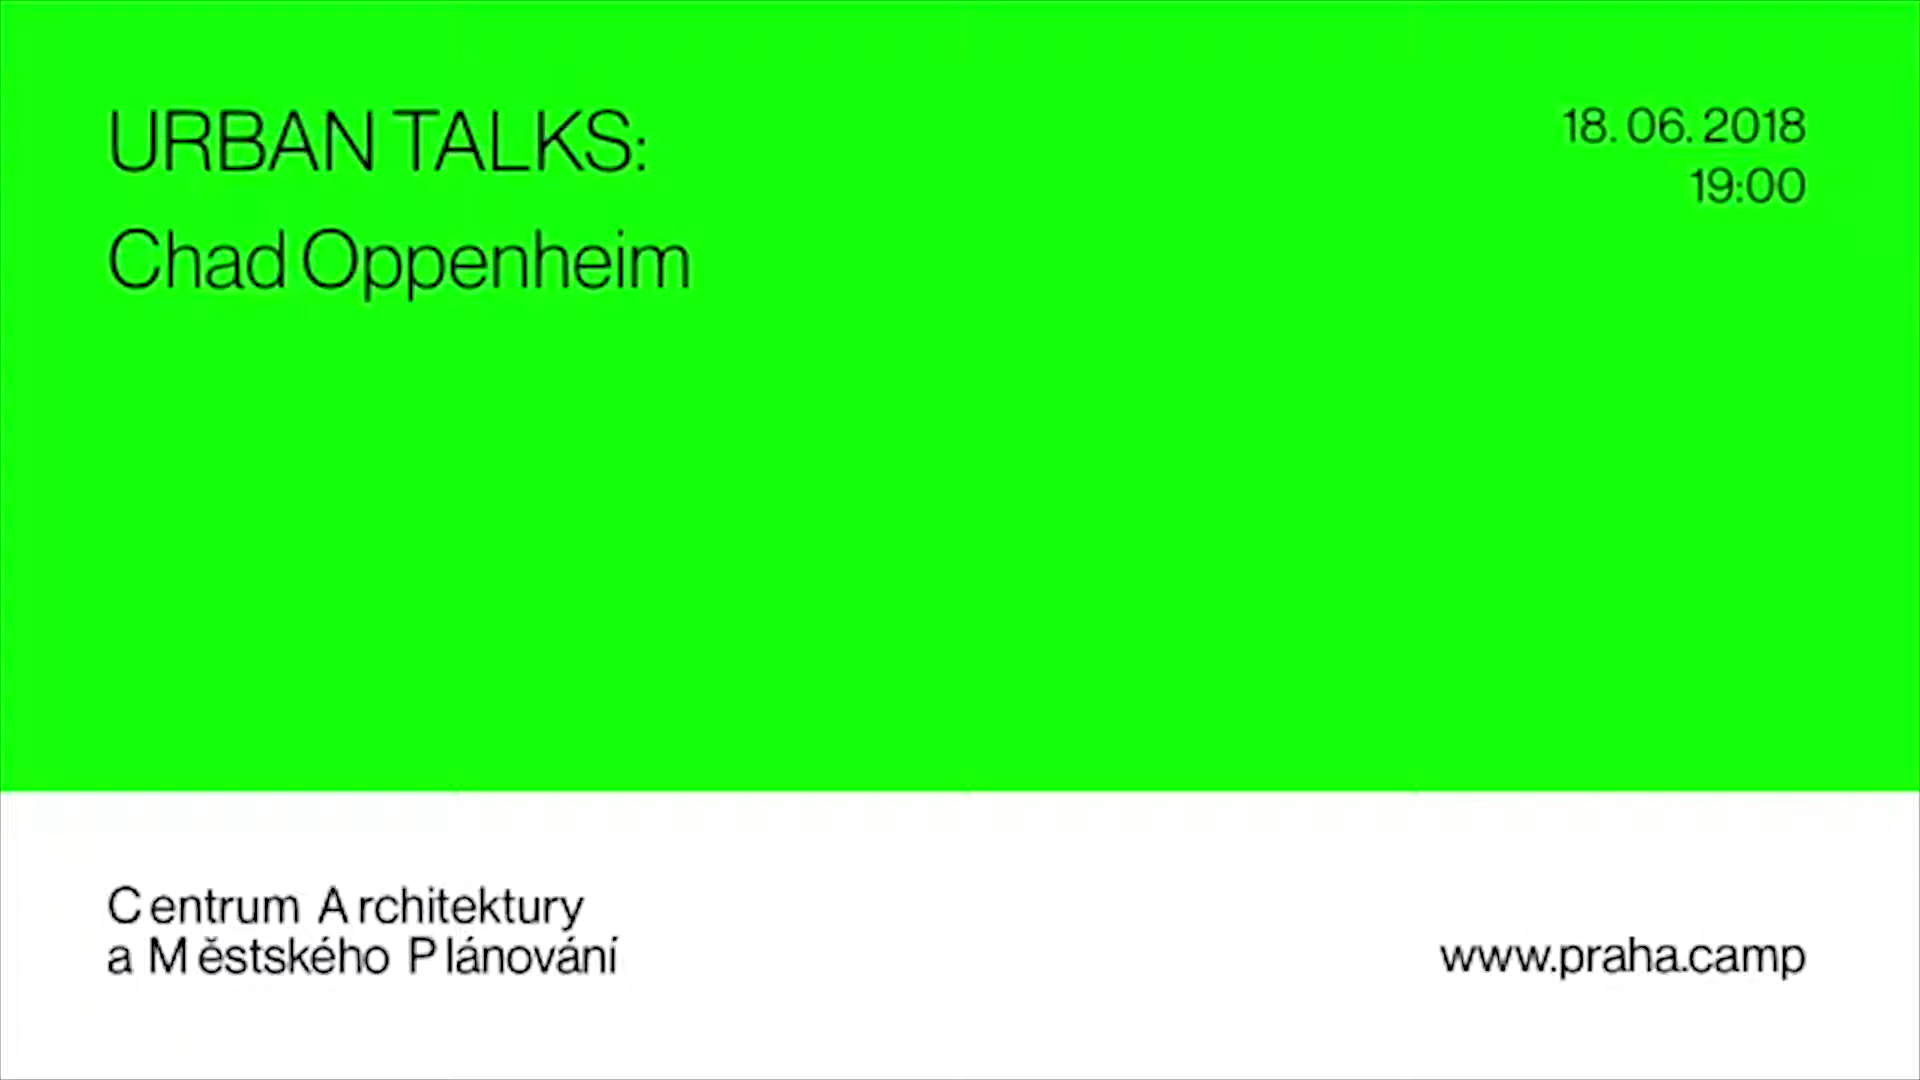 URBAN TALKS:
Chad Oppenheim
18. 06. 2018
19:00
Centrum Architektury
a Městského Plánování
www.praha.camp